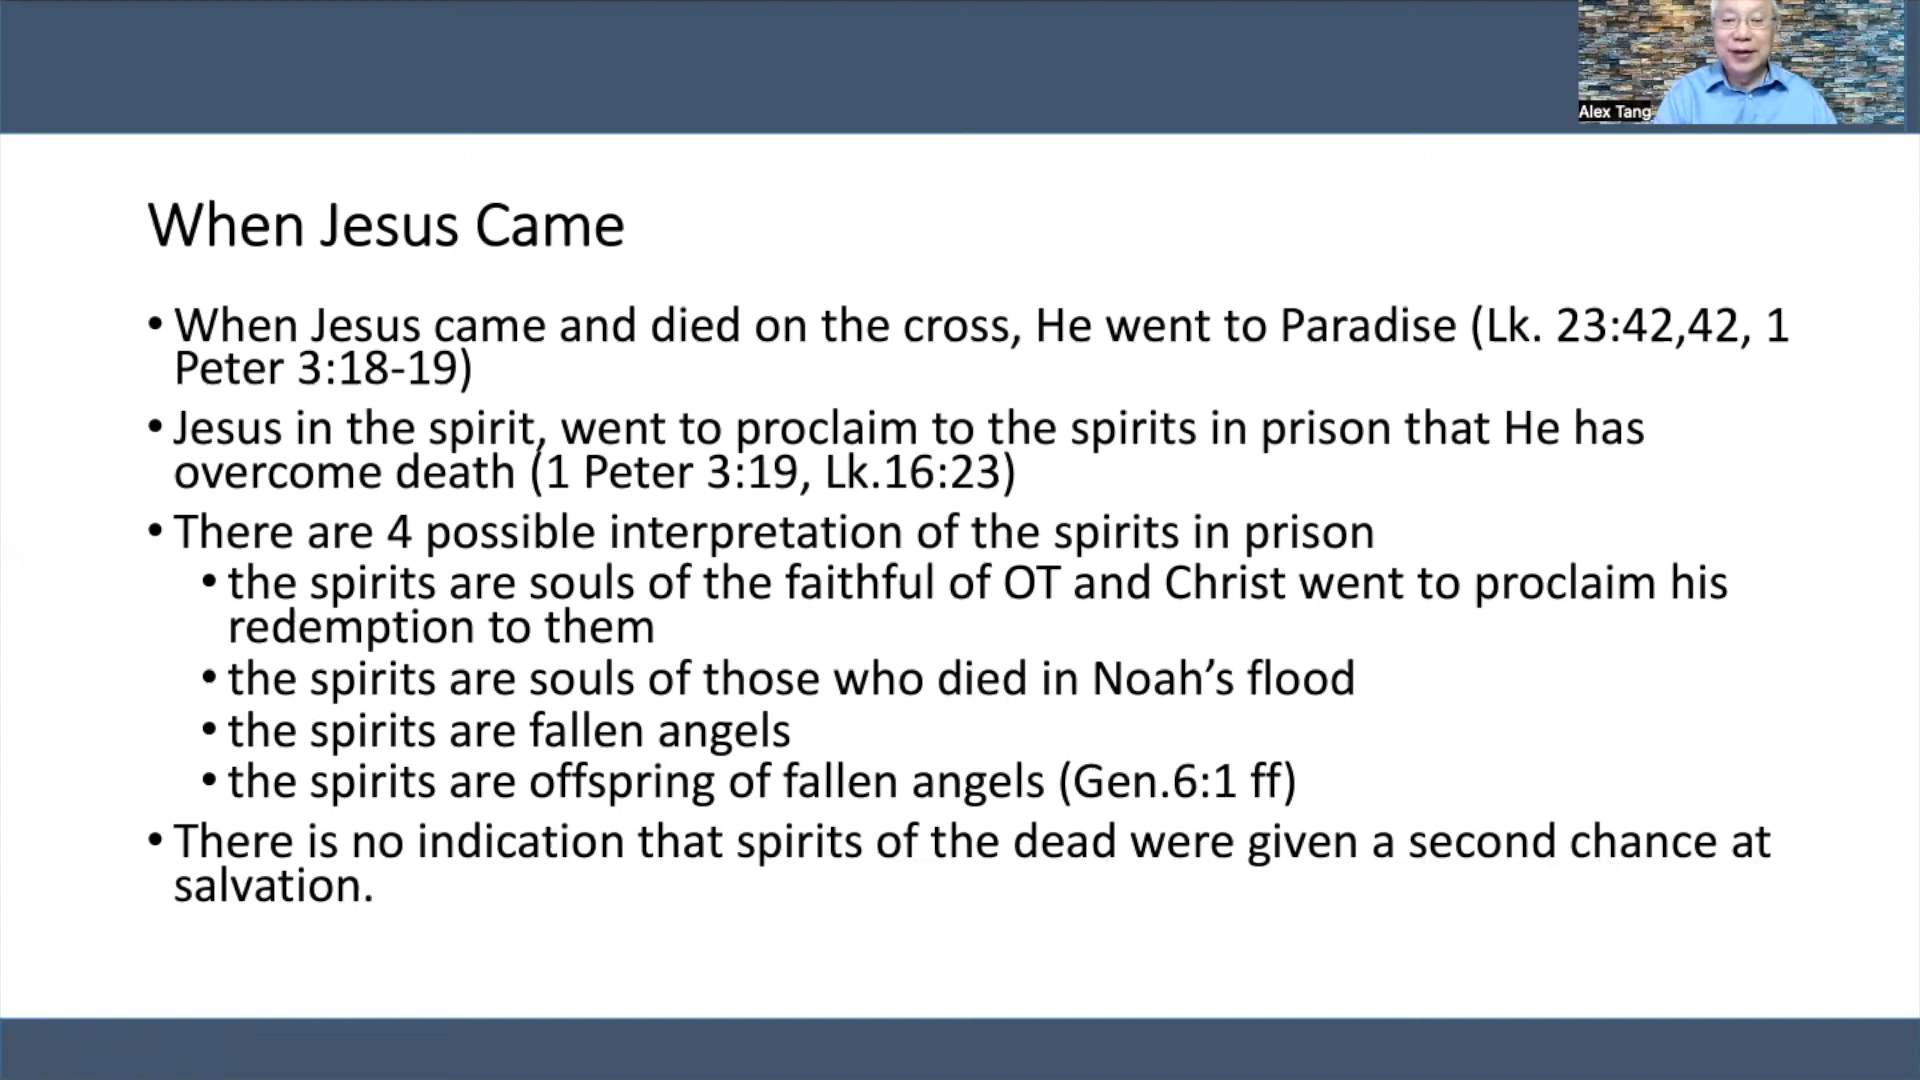 Alex Tang
When Jesus Came
• When Jesus came and died on the cross, He went to Paradise (Lk. 23:42,42, 1
Peter 3:18-19)
• Jesus in the spirit, went to proclaim to the spirits in prison that He has
overcome death (1 Peter 3:19, Lk.16:23)
• There are 4 possible interpretation of the spirits in prison
• the spirits are souls of the faithful of OT and Christ went to proclaim his
redemption to them
• the spirits are souls of those who died in Noah’s flood
• the spirits are fallen angels
• the spirits are offspring of fallen angels (Gen.6:1 ff)
• There is no indication that spirits of the dead were given a second chance at
salvation.